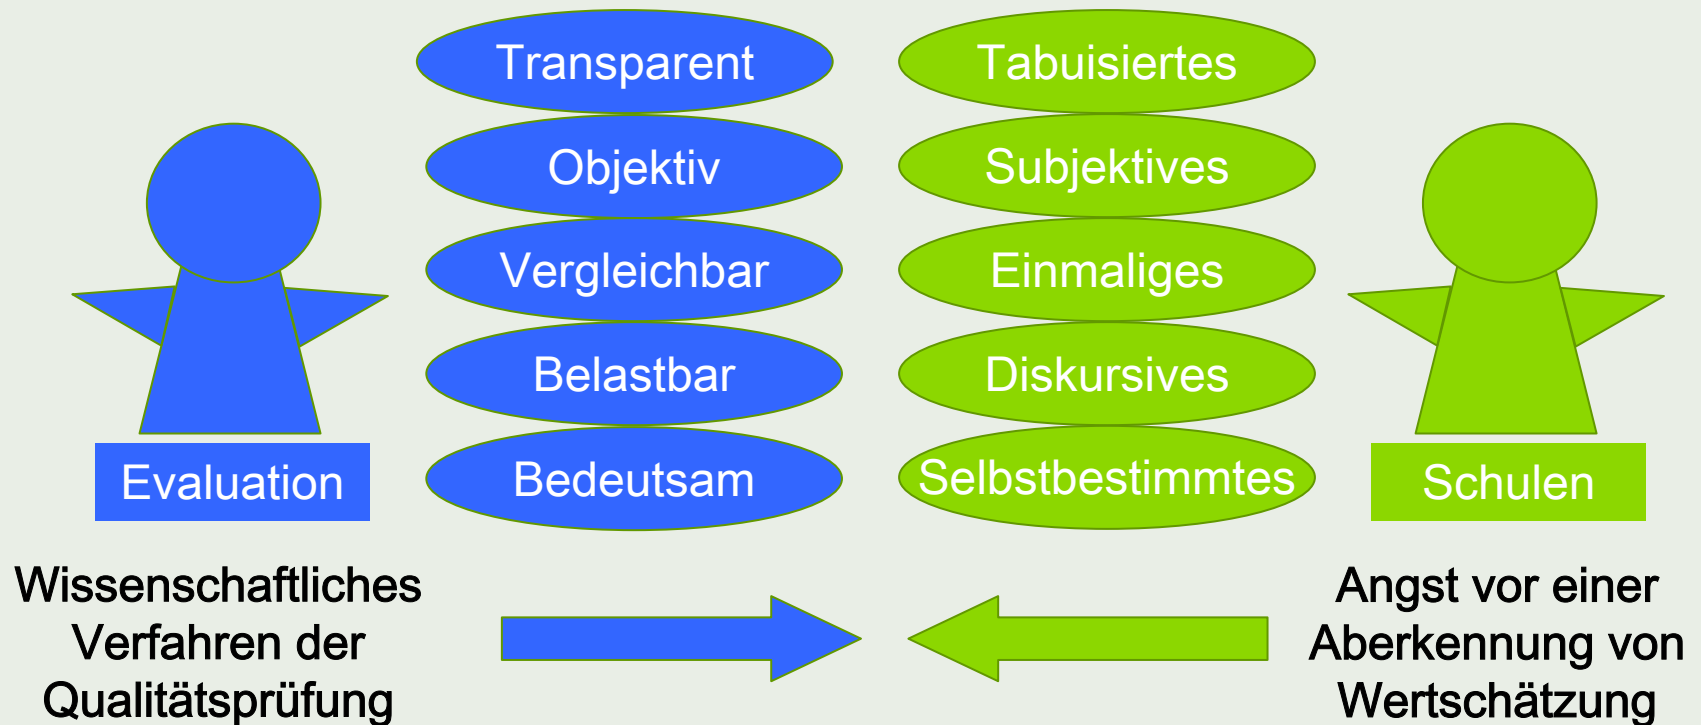 Transparent
Objektiv
Vergleichbar
Belastbar
Bedeutsam
Tabuisiertes
Subjektives
Einmaliges
Diskursives
Selbstbestimmtes
Evaluation
Schulen
Wissenschaftliches
Verfahren der
Qualitätsprüfung
Angst vor einer
Aberkennung von
Wertschätzung